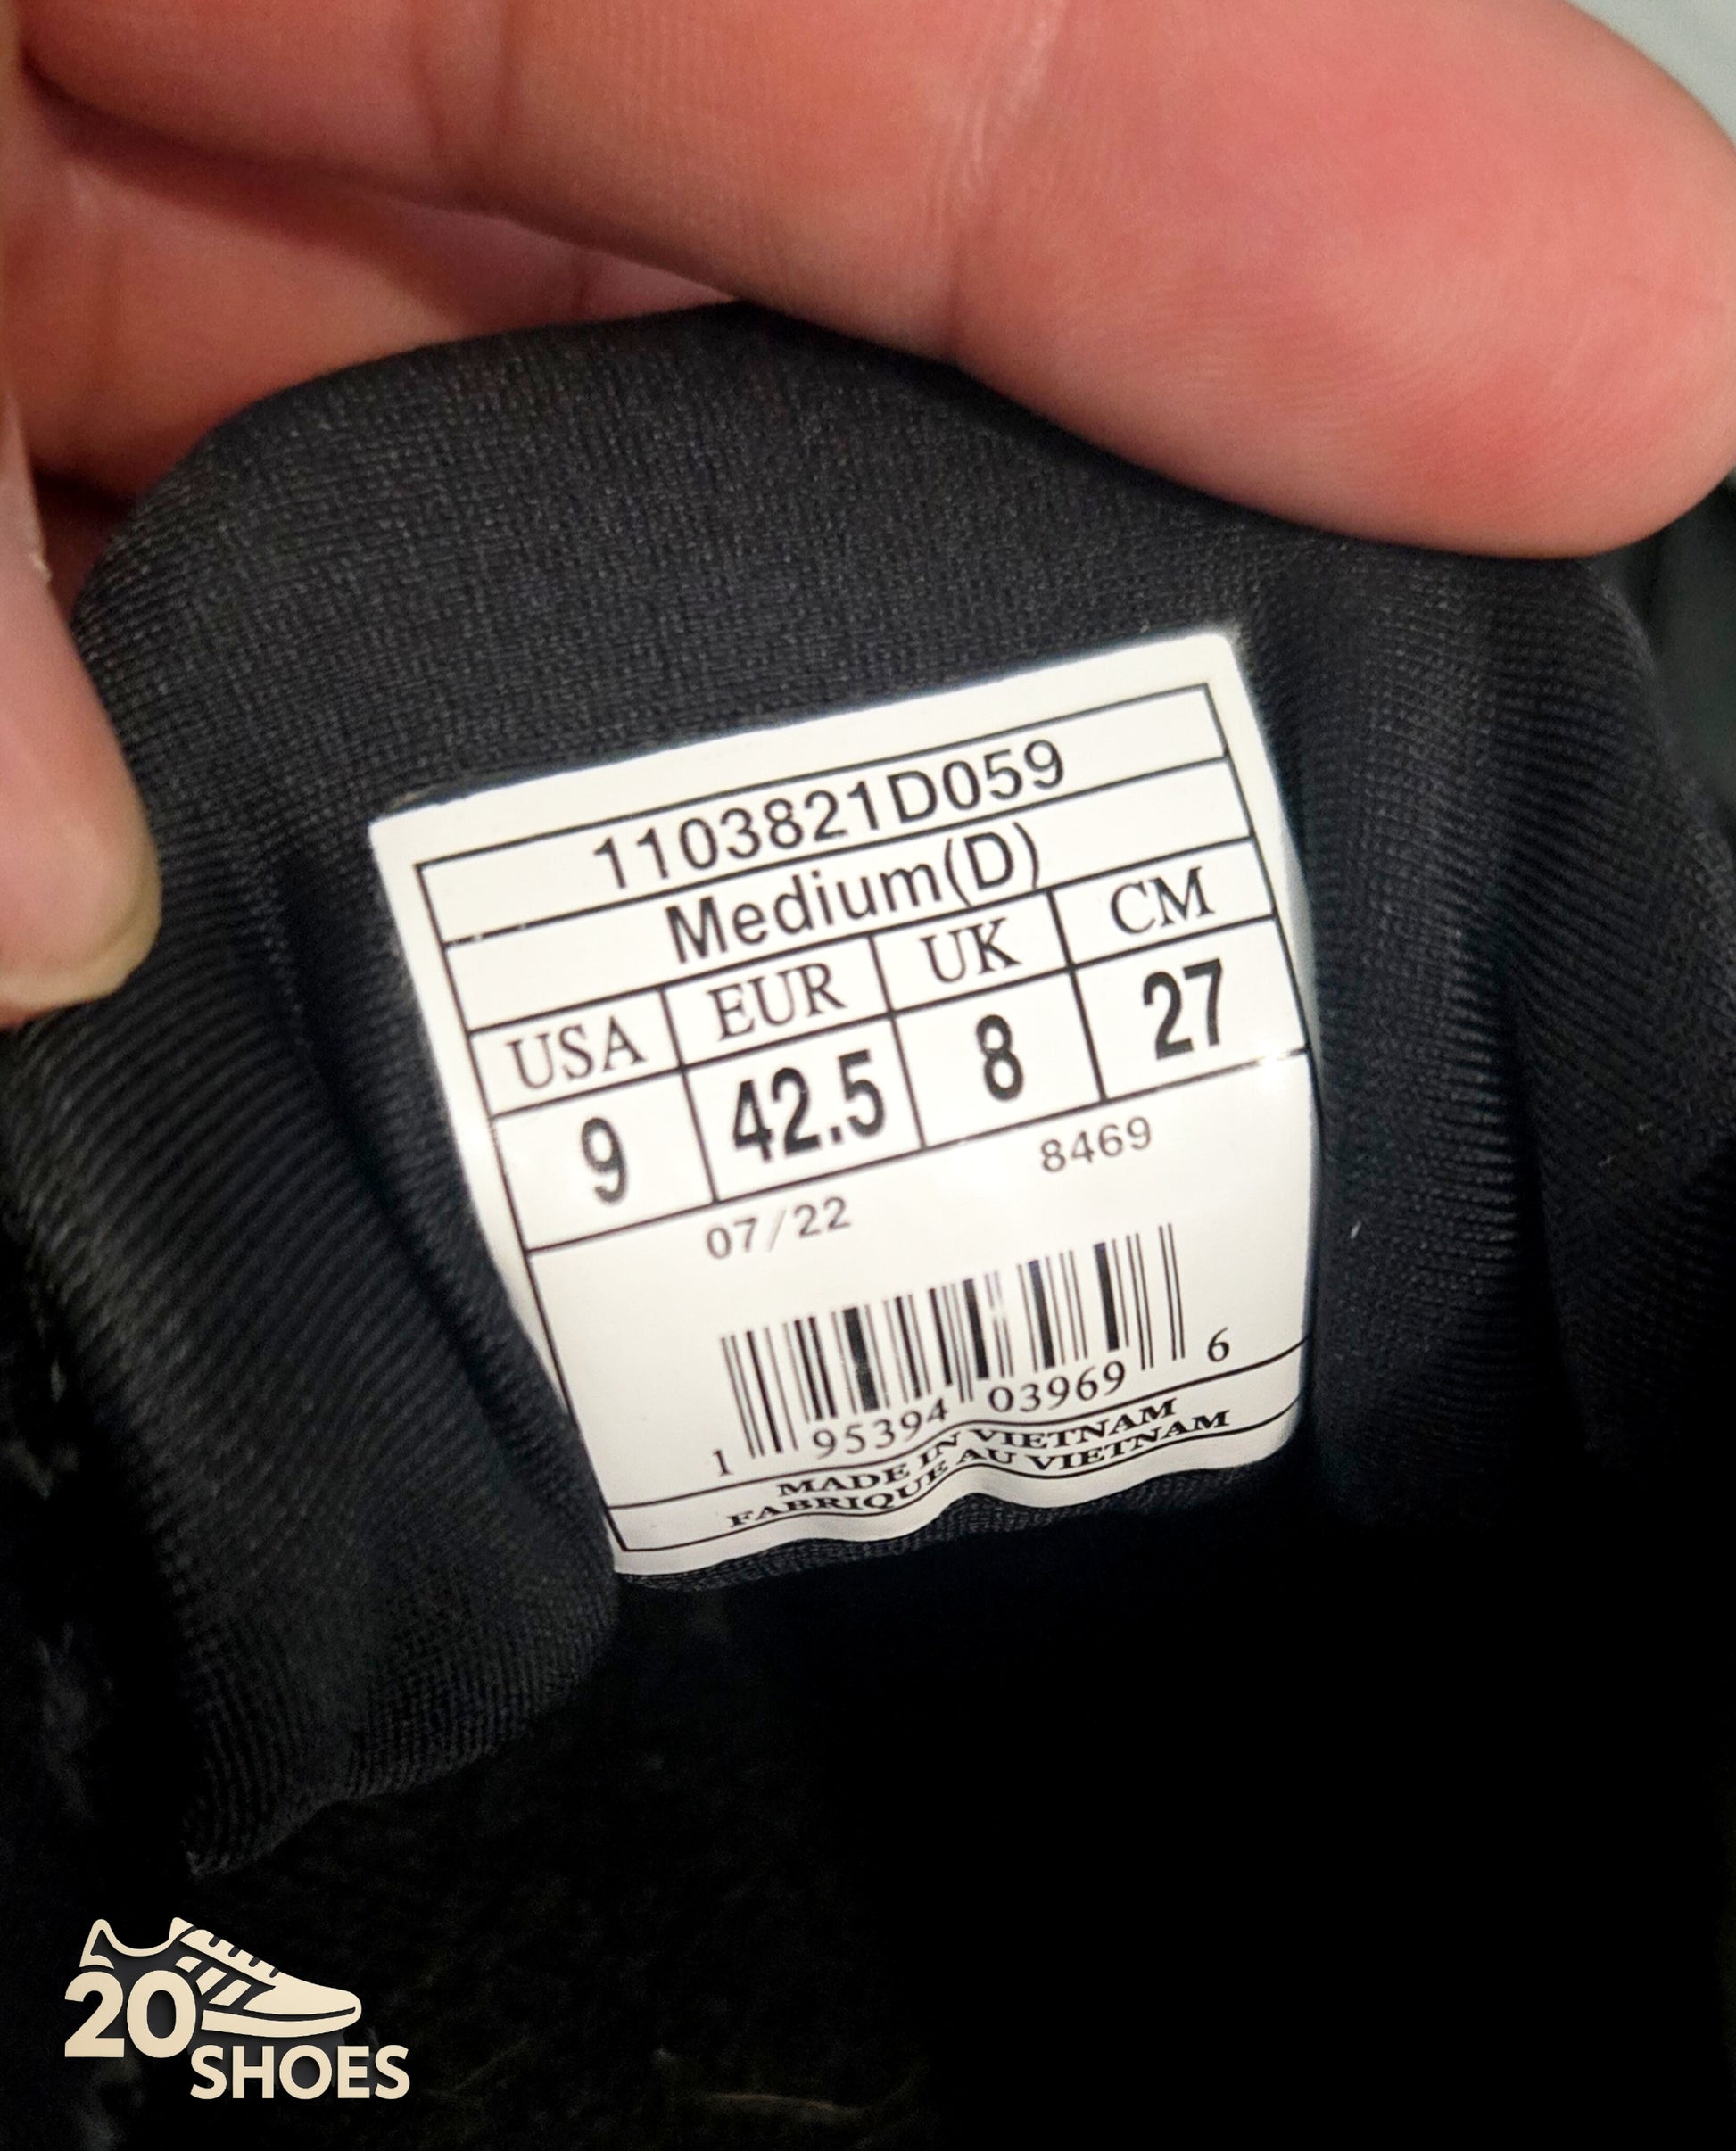 1103821D059
Medium(D)
USA EUR UK CM
9 42.5 8 27
07/22 8469
1 95394 03969 6
MADE IN VIETNAM
FABRIQUE AU VIETNAM
20
SHOES